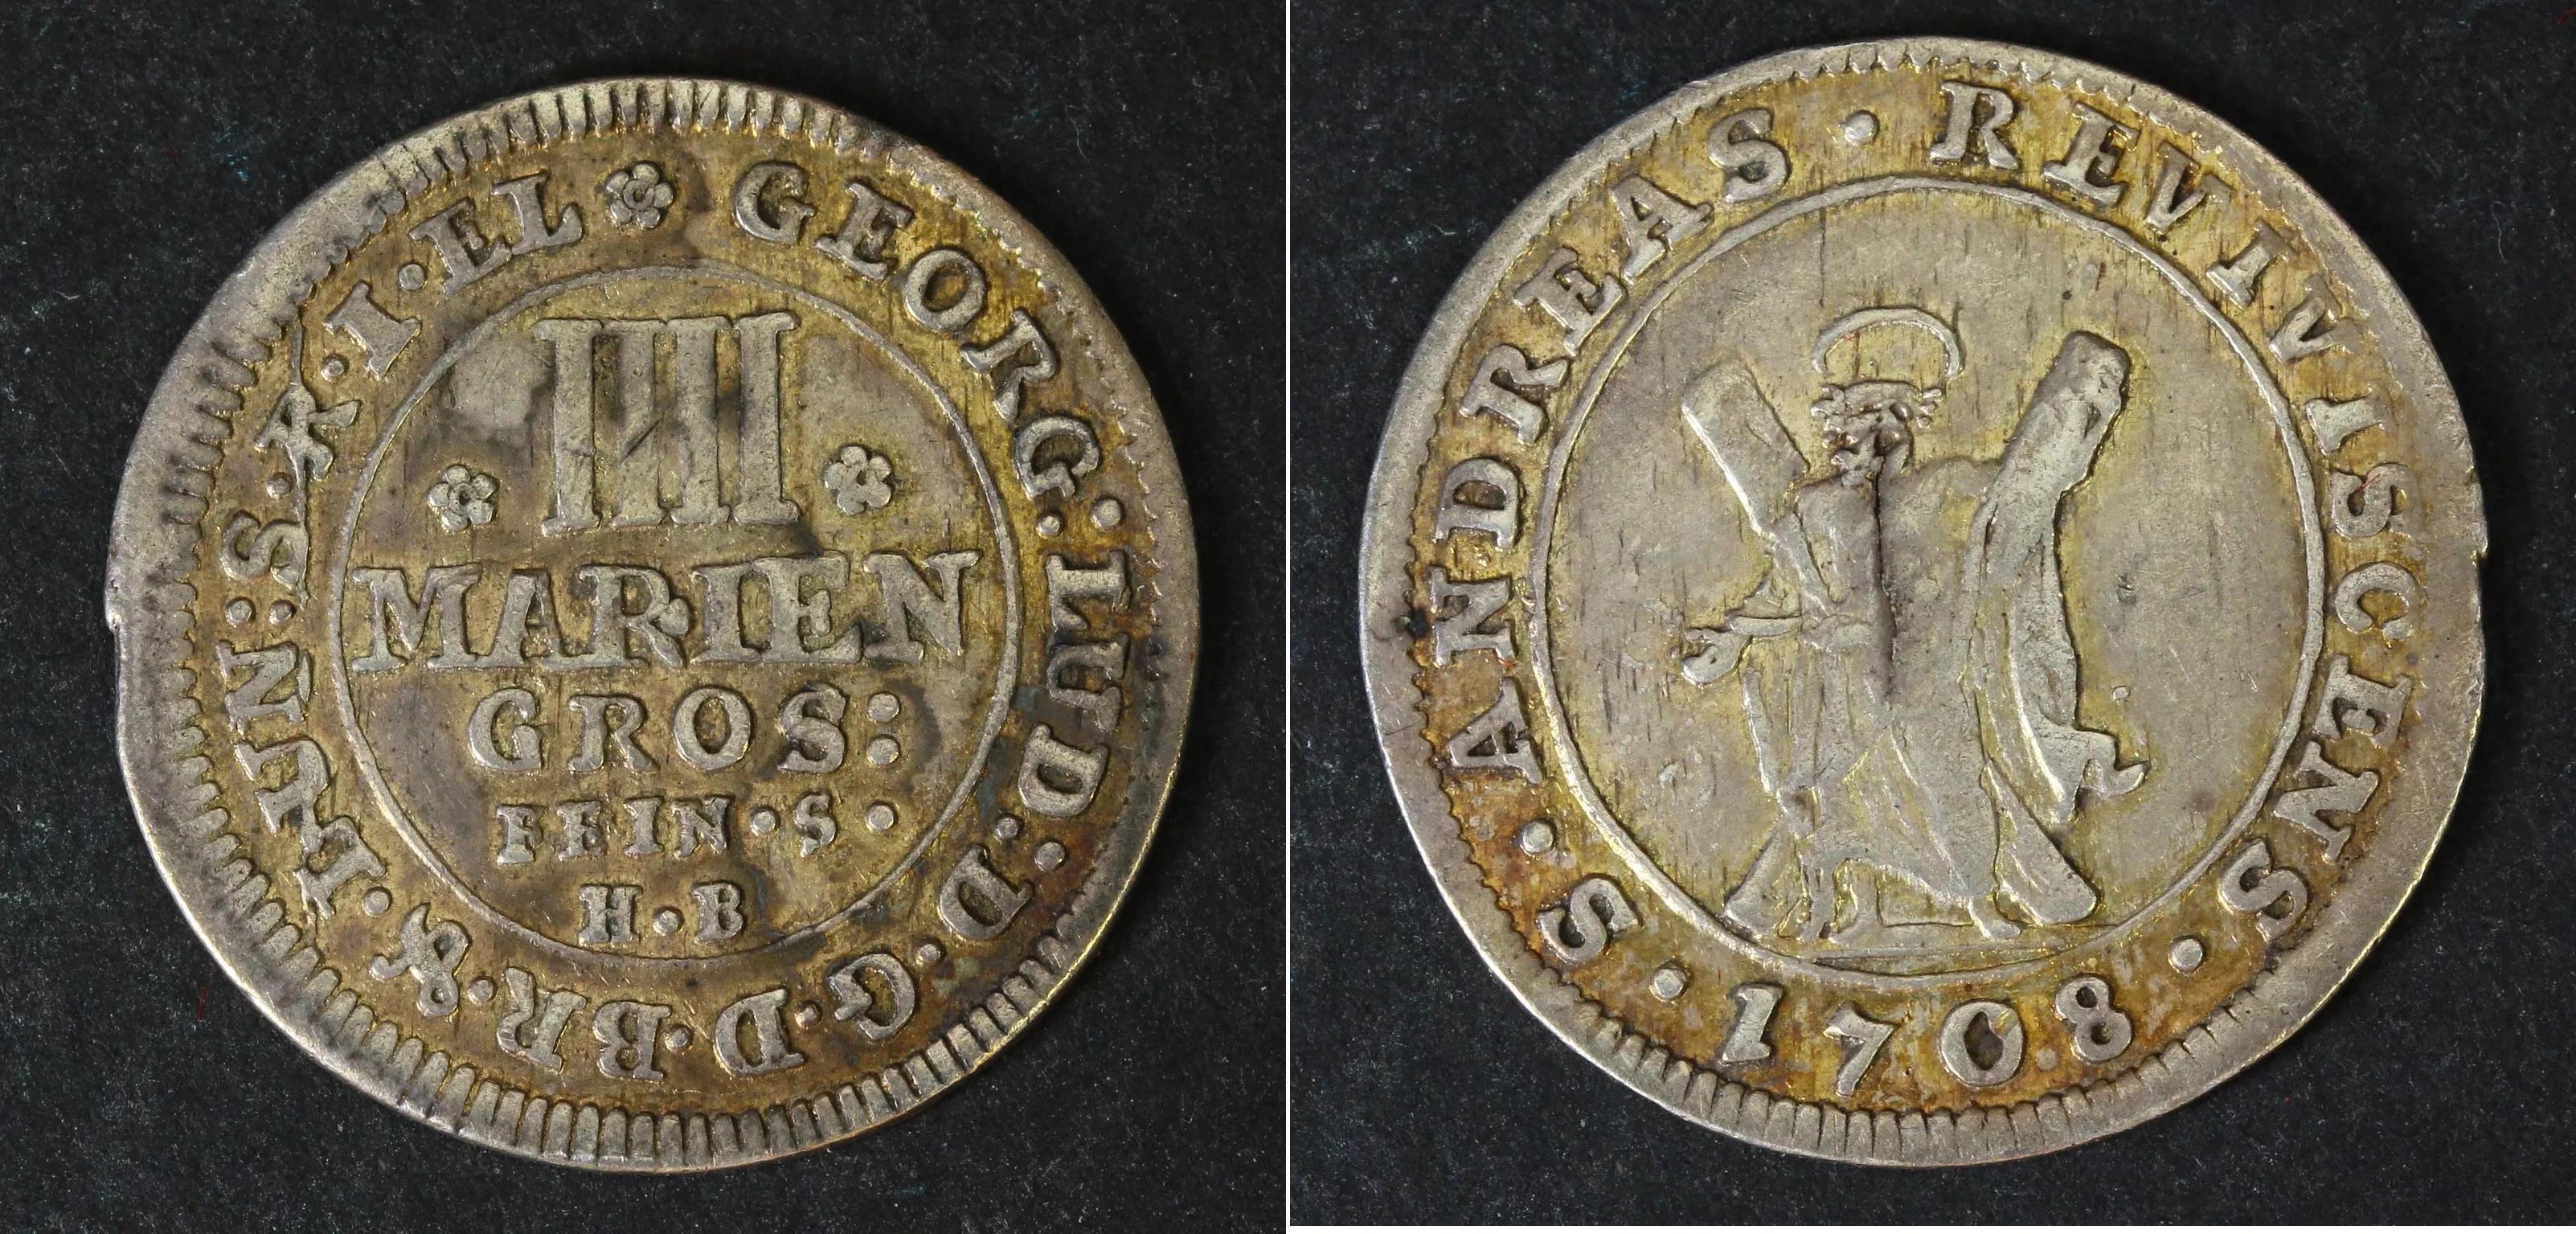 GEORG : LUD : D · G · D · BR · & · LUN : S · R · I · EL
IIII
MARIEN
GROS:
FEIN · S ·
H · B
S · ANDREAS · REVIVISCENS ·
· 1708